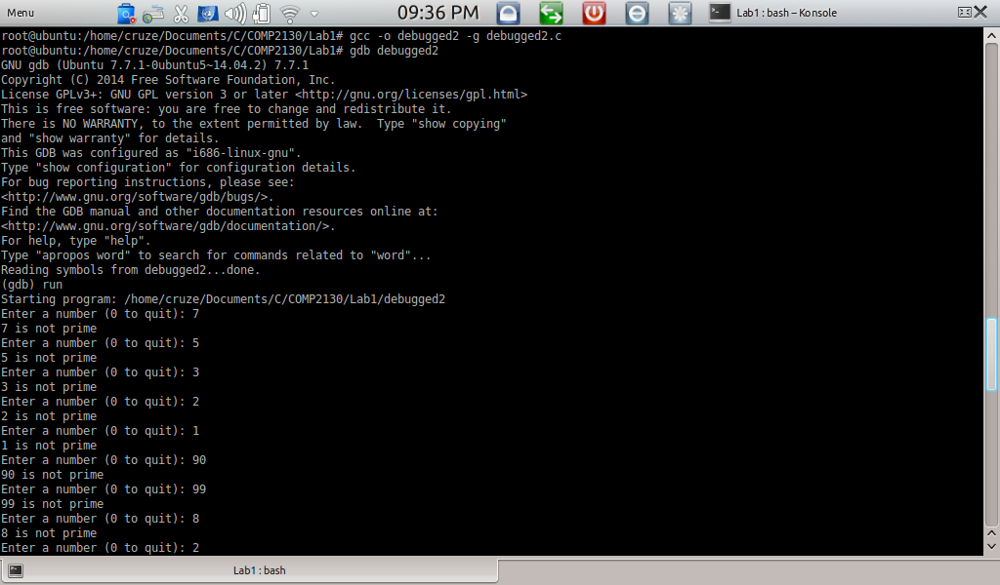 Menu
09:36 PM
Lab1 : bash – Konsole
root@ubuntu:/home/cruze/Documents/C/COMP2130/Lab1# gcc -o debugged2 -g debugged2.c
root@ubuntu:/home/cruze/Documents/C/COMP2130/Lab1# gdb debugged2
GNU gdb (Ubuntu 7.7.1-0ubuntu5~14.04.2) 7.7.1
Copyright (C) 2014 Free Software Foundation, Inc.
License GPLv3+: GNU GPL version 3 or later <http://gnu.org/licenses/gpl.html>
This is free software: you are free to change and redistribute it.
There is NO WARRANTY, to the extent permitted by law.  Type "show copying"
and "show warranty" for details.
This GDB was configured as "i686-linux-gnu".
Type "show configuration" for configuration details.
For bug reporting instructions, please see:
<http://www.gnu.org/software/gdb/bugs/>.
Find the GDB manual and other documentation resources online at:
<http://www.gnu.org/software/gdb/documentation/>.
For help, type "help".
Type "apropos word" to search for commands related to "word"...
Reading symbols from debugged2...done.
(gdb) run
Starting program: /home/cruze/Documents/C/COMP2130/Lab1/debugged2
Enter a number (0 to quit): 7
7 is not prime
Enter a number (0 to quit): 5
5 is not prime
Enter a number (0 to quit): 3
3 is not prime
Enter a number (0 to quit): 2
2 is not prime
Enter a number (0 to quit): 1
1 is not prime
Enter a number (0 to quit): 90
90 is not prime
Enter a number (0 to quit): 99
99 is not prime
Enter a number (0 to quit): 8
8 is not prime
Enter a number (0 to quit): 2
Lab1 : bash